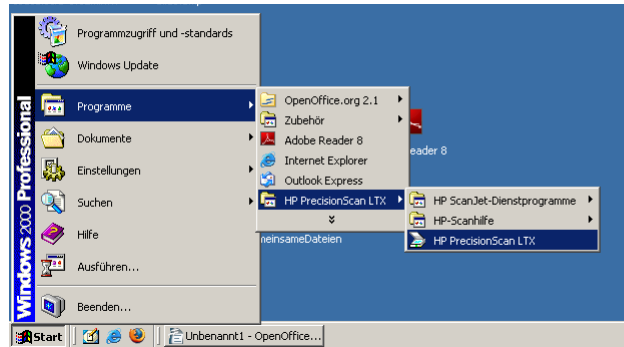 Windows 2000 Professional
Programmzugriff und -standards
Windows Update
Programme
Dokumente
Einstellungen
Suchen
Hilfe
Ausführen...
Beenden...
OpenOffice.org 2.1
Zubehör
Adobe Reader 8
Internet Explorer
Outlook Express
HP PrecisionScan LTX
HP ScanJet-Dienstprogramme
HP-Scanhilfe
HP PrecisionScan LTX
eader 8
meinsameDateien
Start
Unbenannt1 - OpenOffice...